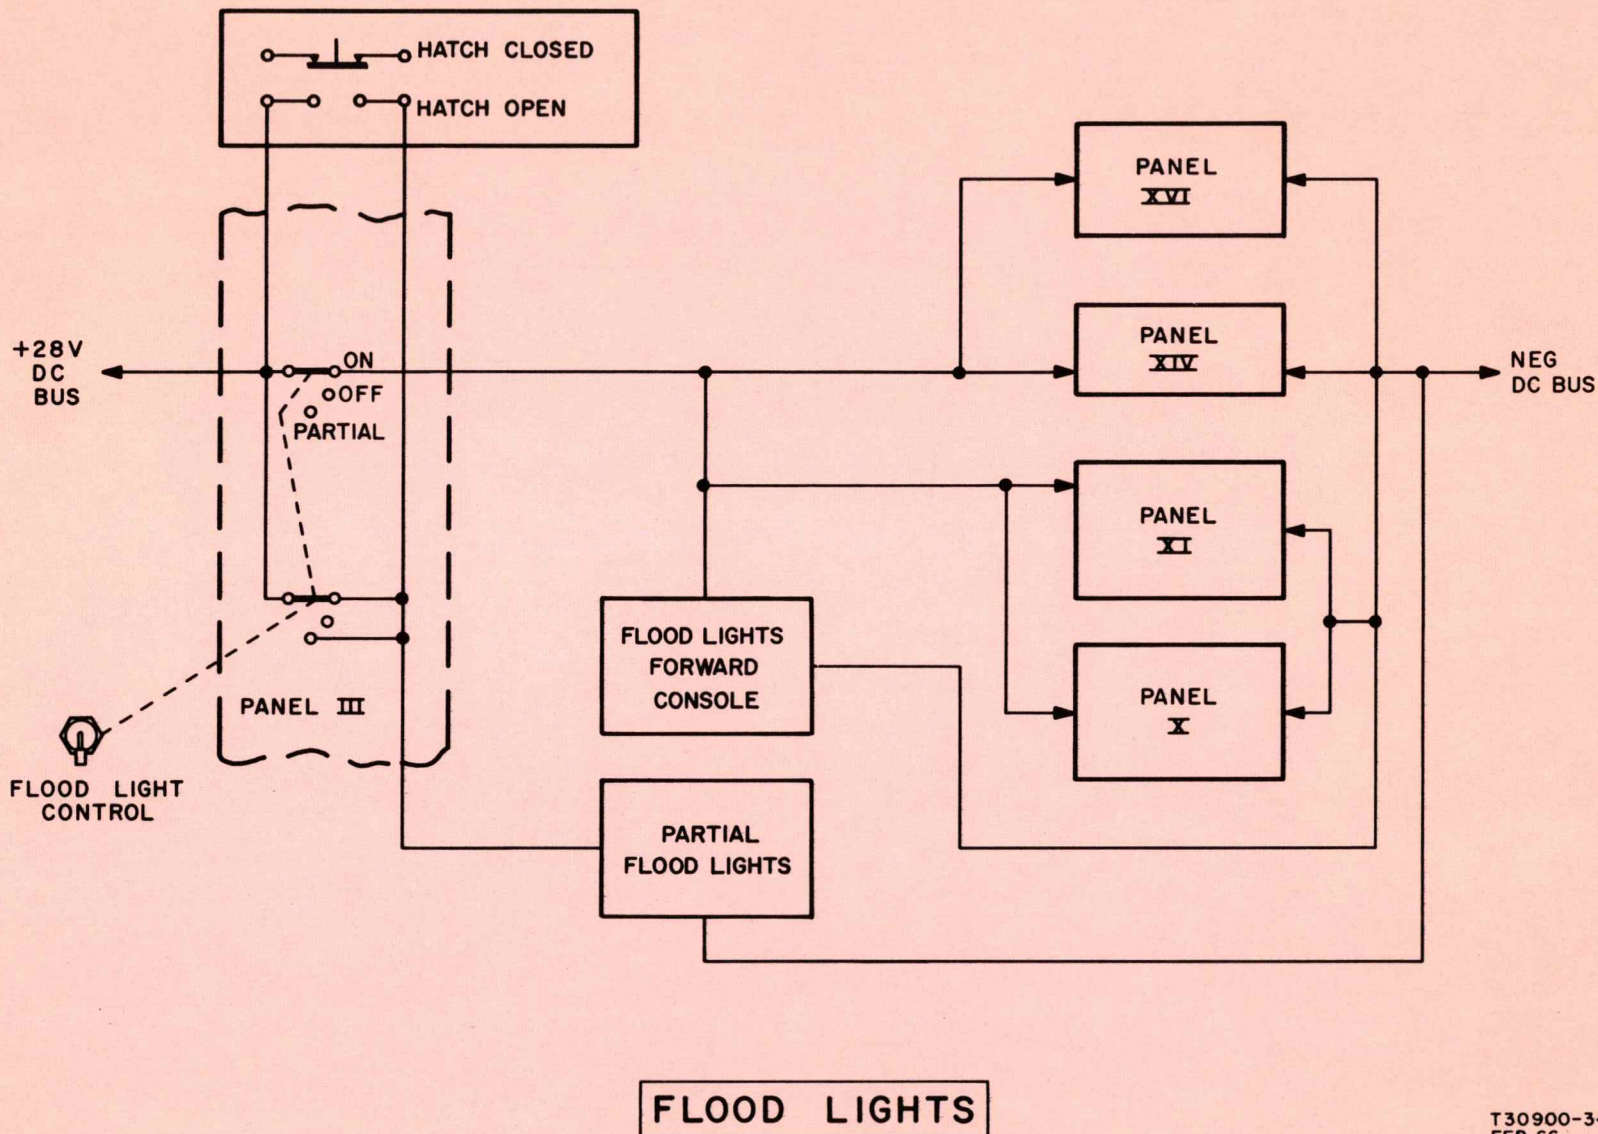 HATCH CLOSED
HATCH OPEN
PANEL
XVI
+28V
DC
BUS
ON
OFF
PARTIAL
PANEL
XIV
NEG
DC BUS
PANEL
XI
FLOOD LIGHTS
FORWARD
CONSOLE
PANEL
X
PANEL III
FLOOD LIGHT
CONTROL
PARTIAL
FLOOD LIGHTS
FLOOD LIGHTS